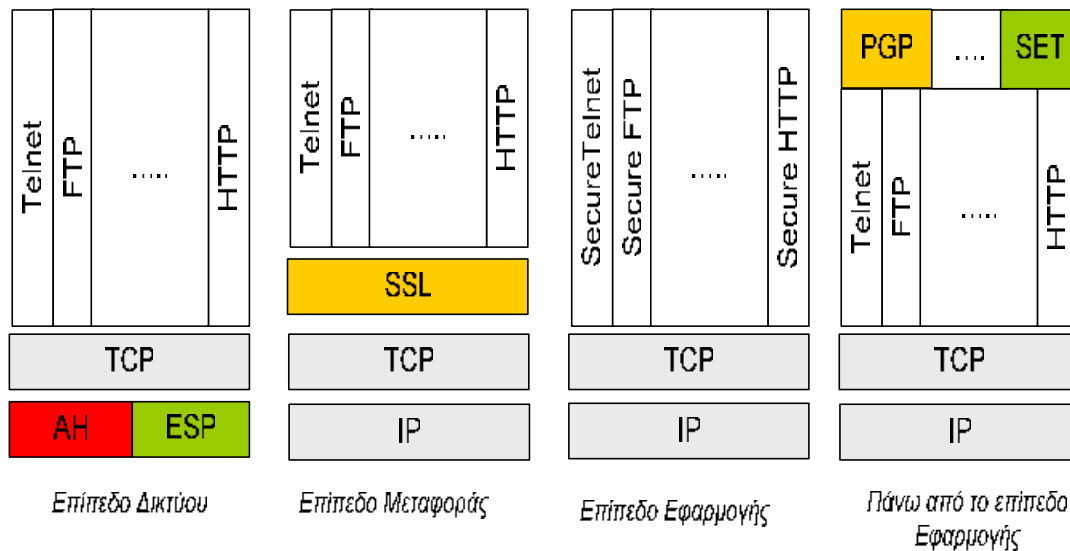 Telnet
FTP
.....
HTTP
TCP
AH
ESP
Επίπεδο Δικτύου
Telnet
FTP
.....
HTTP
SSL
TCP
IP
Επίπεδο Μεταφοράς
SecureTelnet
Secure FTP
.....
Secure HTTP
TCP
IP
Επίπεδο Εφαρμογής
PGP
....
SET
Telnet
FTP
.....
HTTP
TCP
IP
Πάνω από το επίπεδο
Εφαρμογής